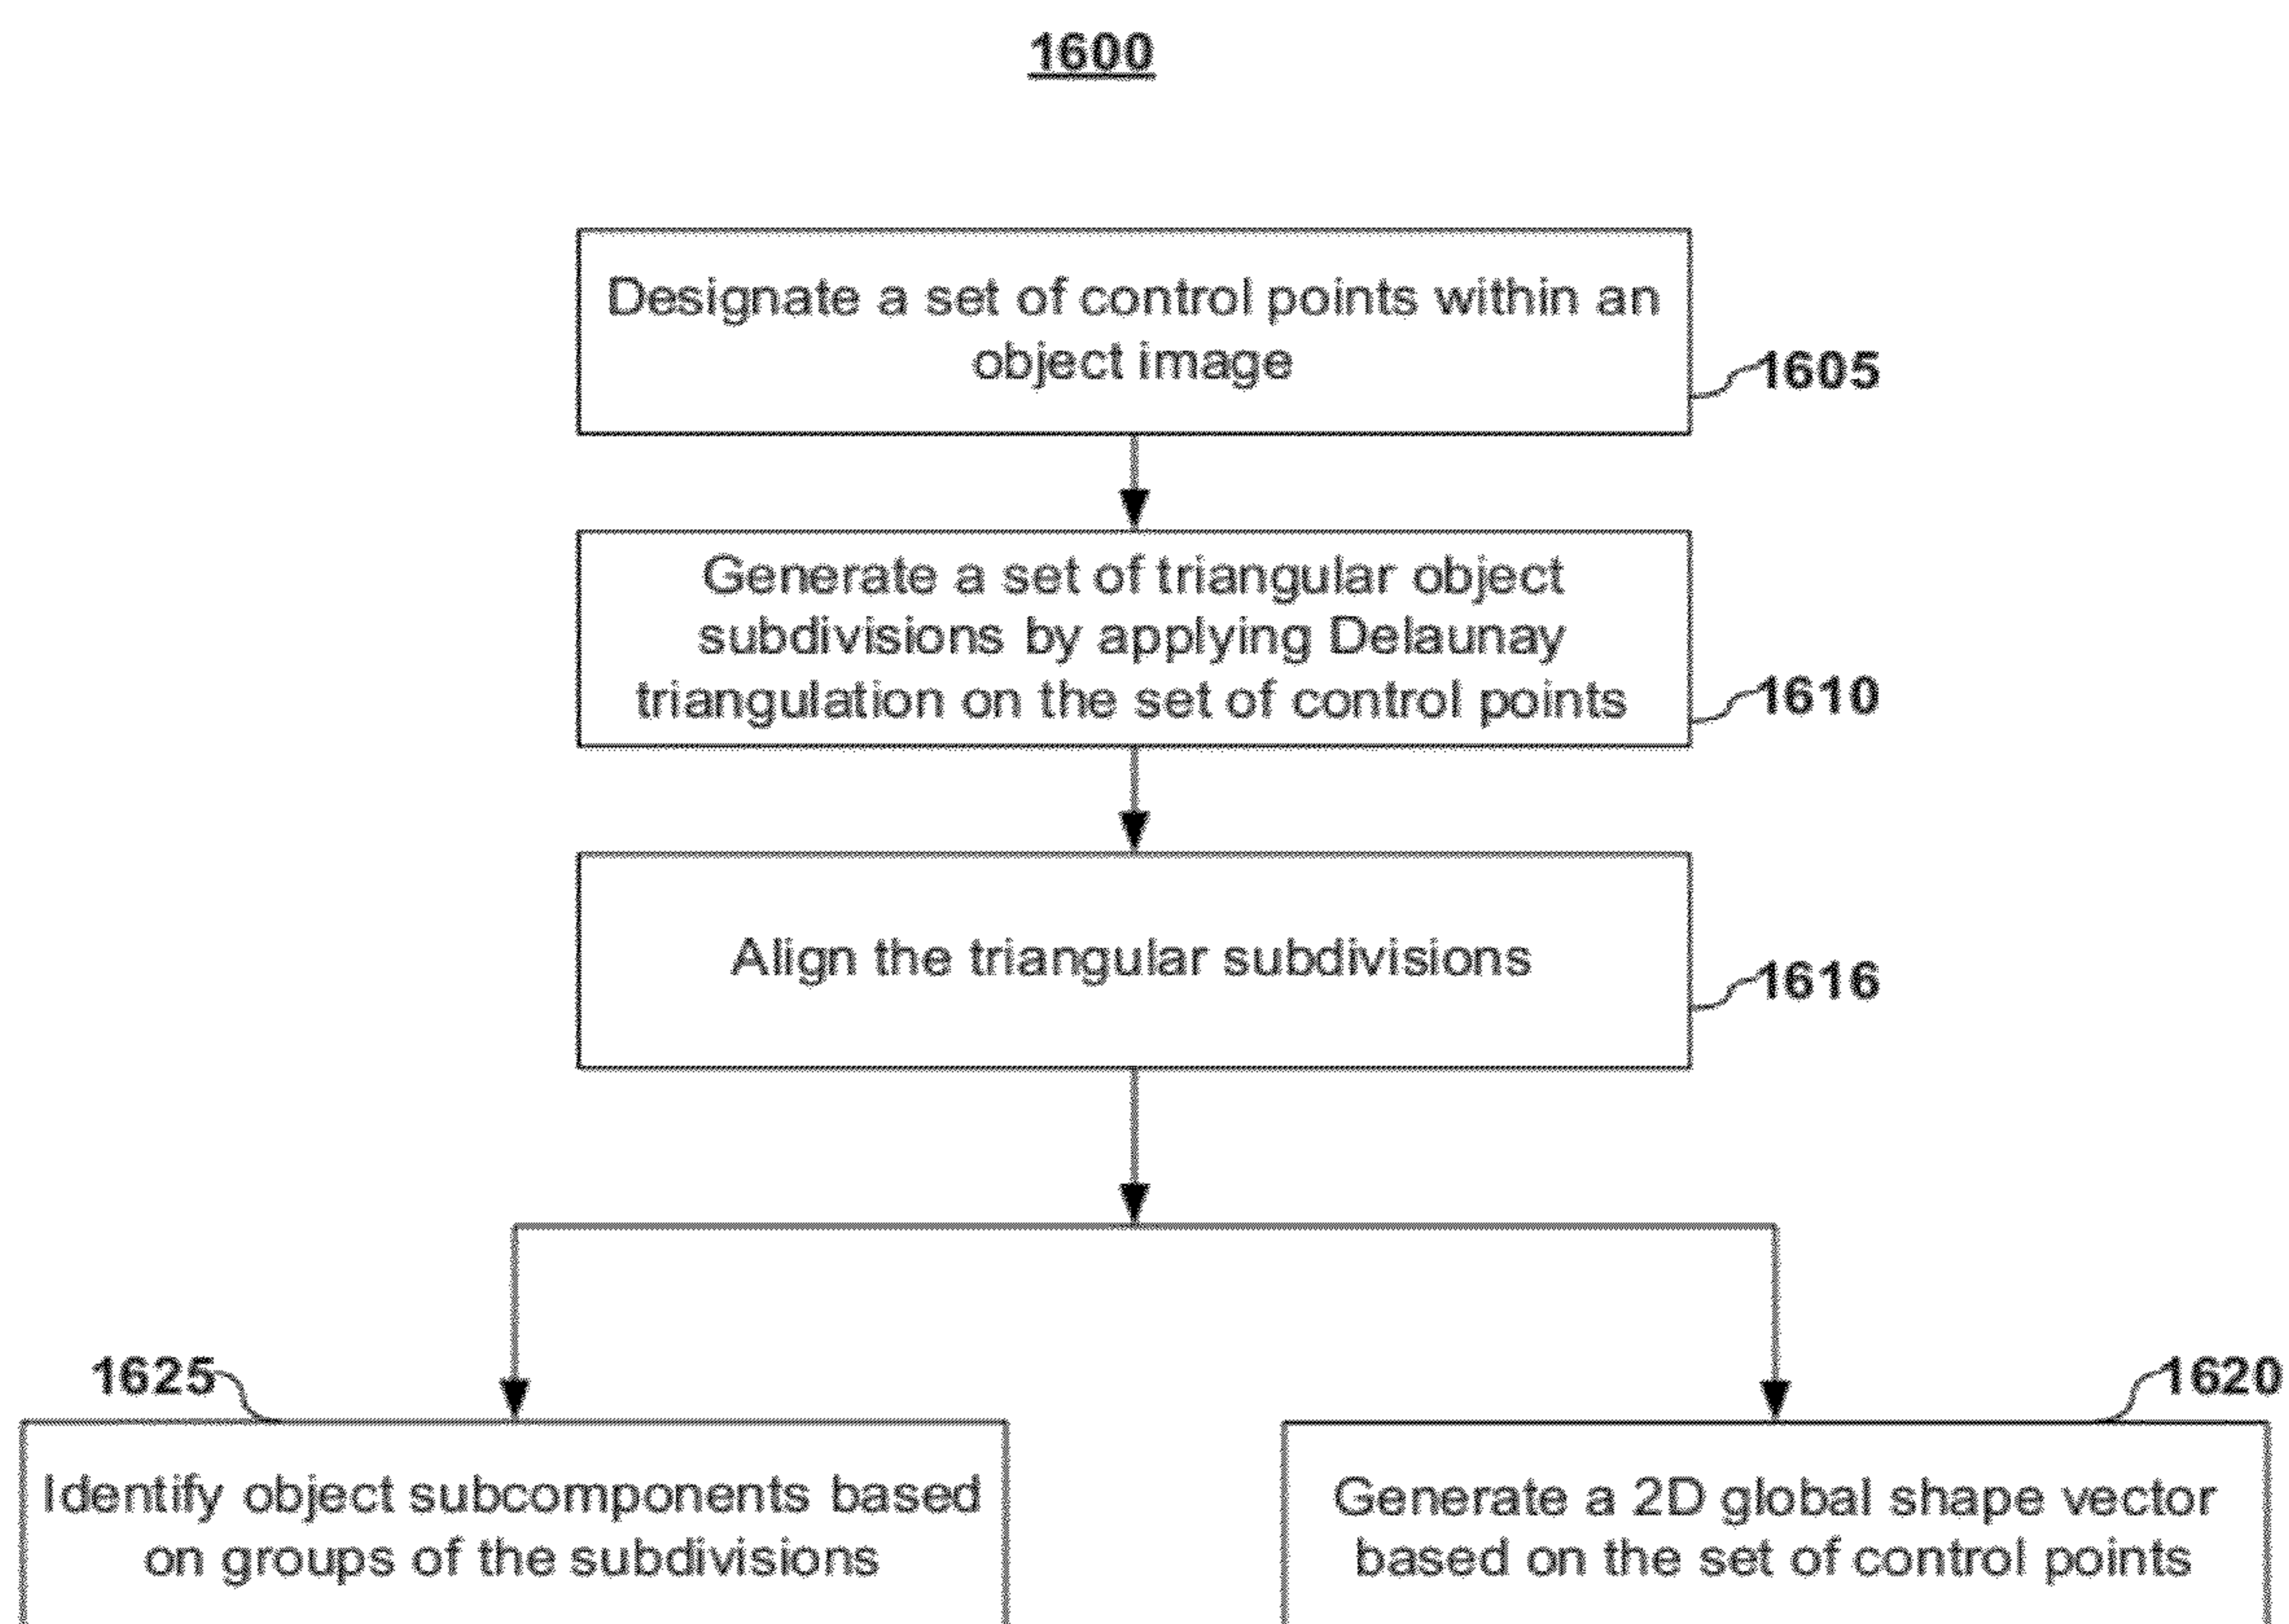 1600
Designate a set of control points within an
object image
1605
Generate a set of triangular object
subdivisions by applying Delaunay
triangulation on the set of control points
1610
Align the triangular subdivisions
1616
1625
Identify object subcomponents based
on groups of the subdivisions
1620
Generate a 2D global shape vector
based on the set of control points